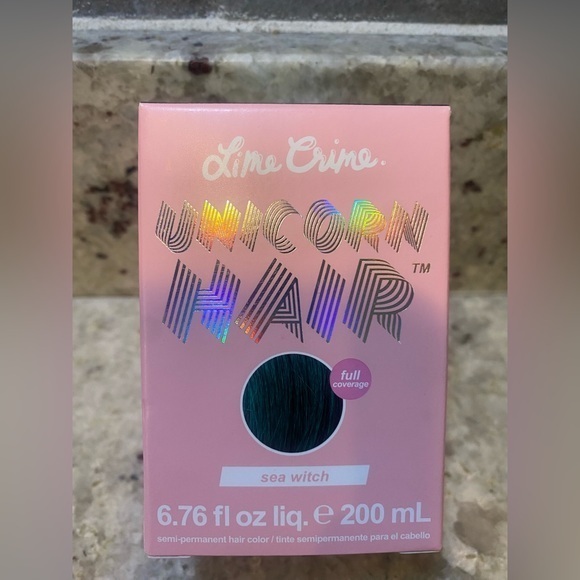 Lime Crime.
UNICORN
HAIR™
full
coverage
sea witch
6.76 fl oz liq. ℮ 200 mL
semi-permanent hair color / tinte semipermanente para el cabello